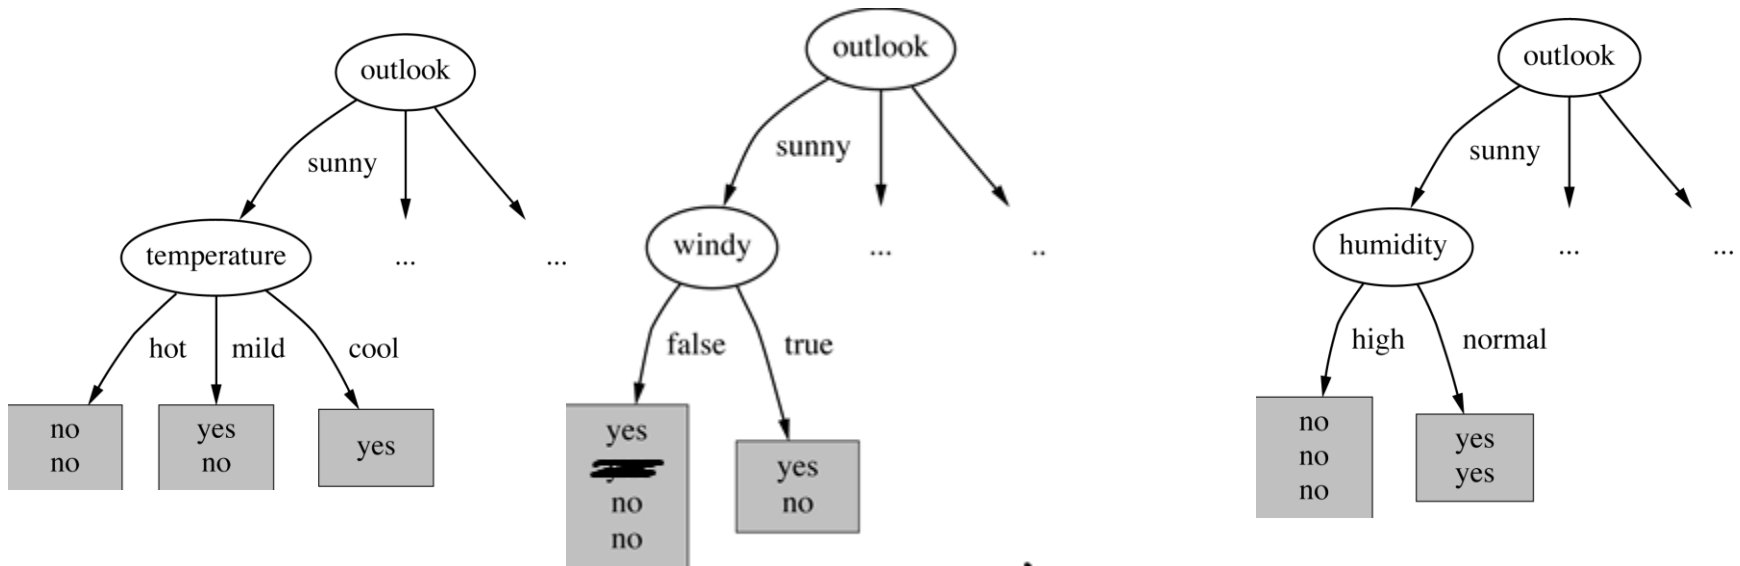 outlook
sunny
temperature
...
...
hot mild cool
no
no
yes
no
yes
outlook
sunny
windy
...
..
false true
yes
no
no
yes
no
outlook
sunny
humidity
...
...
high normal
no
no
no
yes
yes